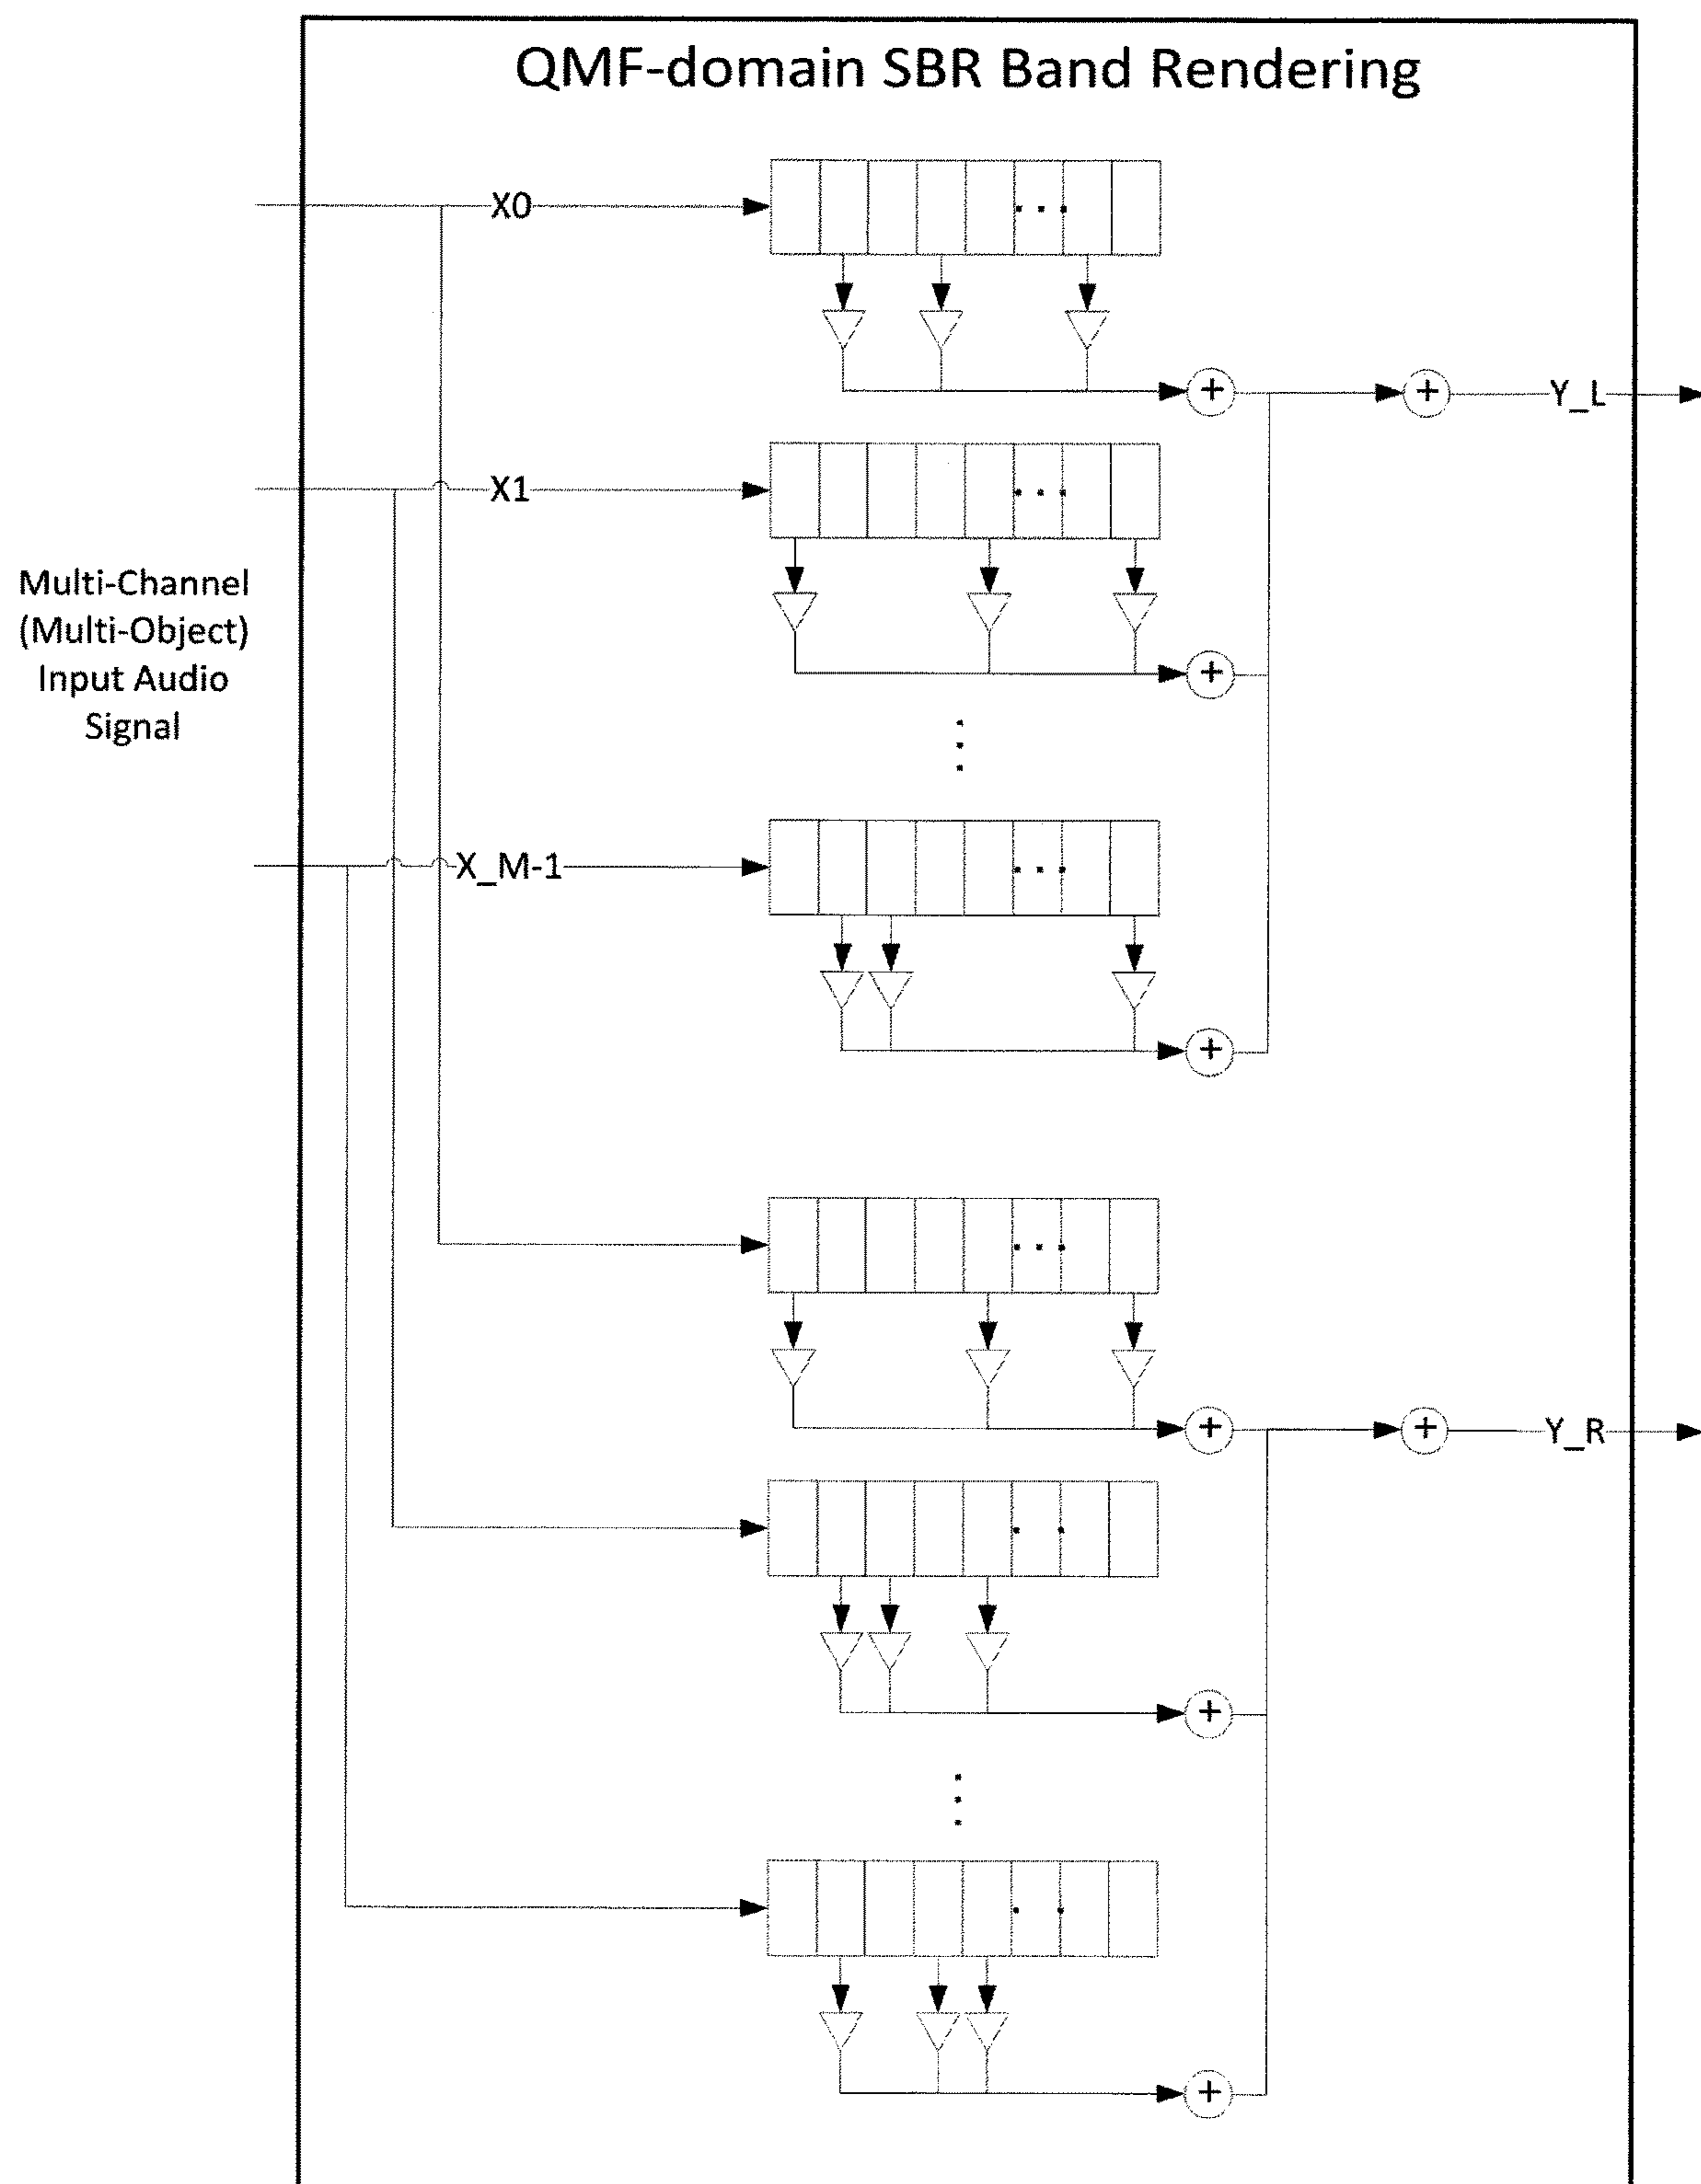 QMF-domain SBR Band Rendering
X0
Y_L
X1
Multi-Channel
(Multi-Object)
Input Audio
Signal
X_M-1
Y_R